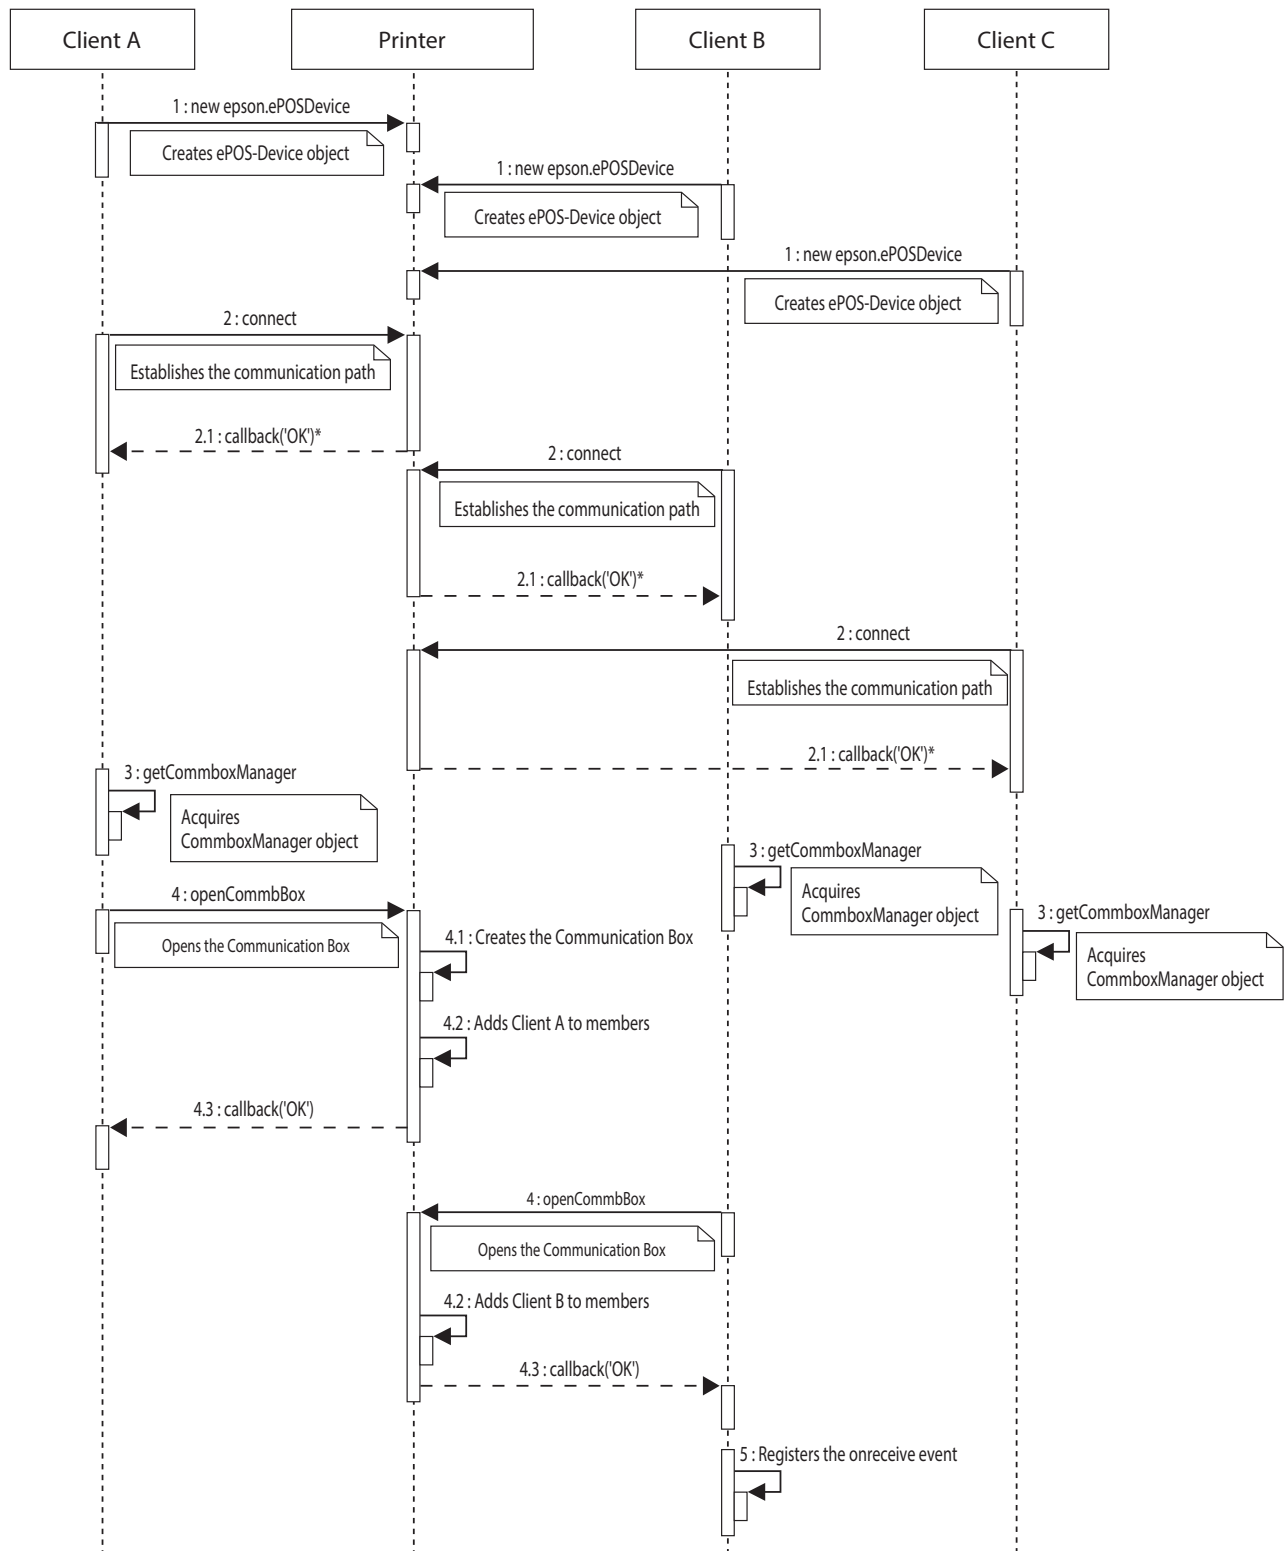 Client A
Printer
Client B
Client C
1 : new epson.ePOSDevice
Creates ePOS-Device object
1 : new epson.ePOSDevice
Creates ePOS-Device object
1 : new epson.ePOSDevice
Creates ePOS-Device object
2 : connect
Establishes the communication path
2.1 : callback('OK')*
2 : connect
Establishes the communication path
2.1 : callback('OK')*
2 : connect
Establishes the communication path
2.1 : callback('OK')*
3 : getCommboxManager
Acquires
CommboxManager object
3 : getCommboxManager
Acquires
CommboxManager object
4 : openCommbBox
Opens the Communication Box
3 : getCommboxManager
Acquires
CommboxManager object
4.1 : Creates the Communication Box
4.2 : Adds Client A to members
4.3 : callback('OK')
4 : openCommbBox
Opens the Communication Box
4.2 : Adds Client B to members
4.3 : callback('OK')
5 : Registers the onreceive event